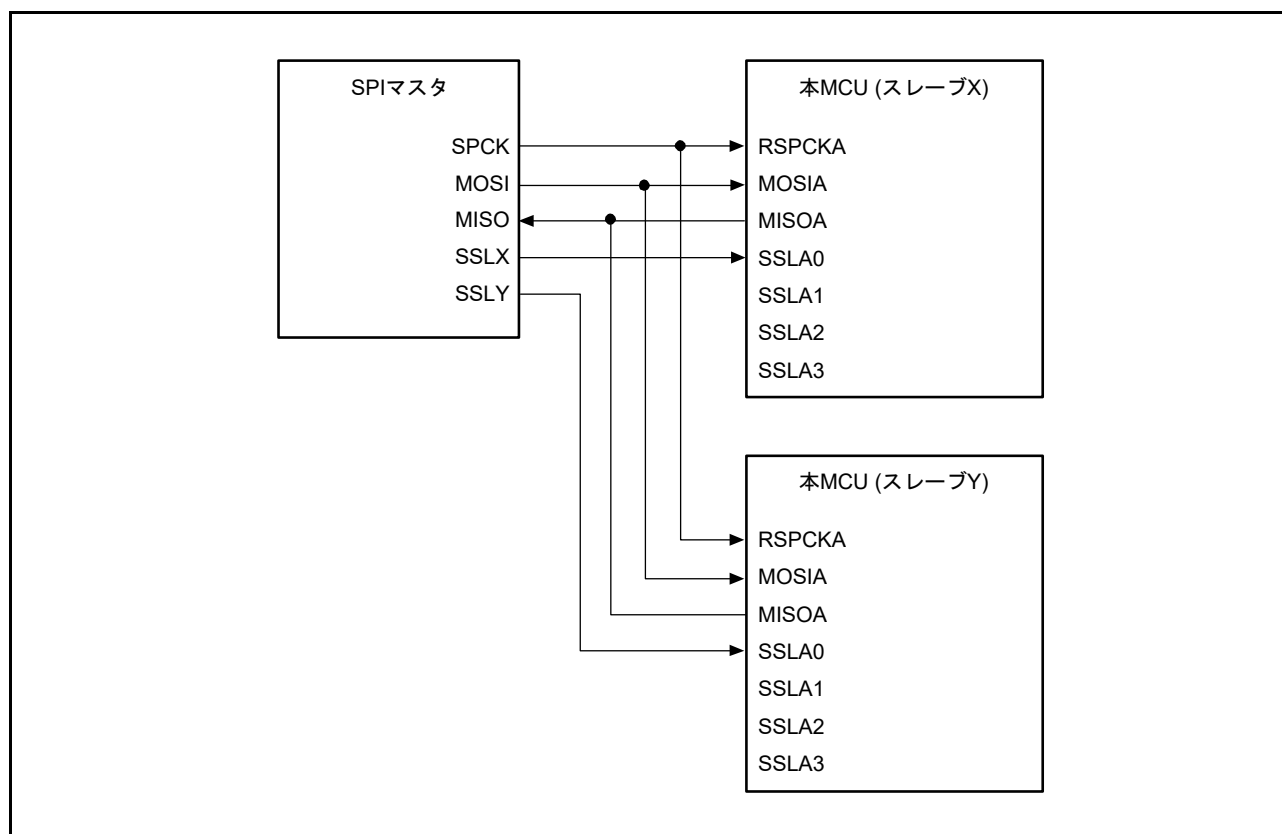 SPIマスタ
SPCK
MOSI
MISO
SSLX
SSLY
本MCU (スレーブX)
RSPCKA
MOSIA
MISOA
SSLA0
SSLA1
SSLA2
SSLA3
本MCU (スレーブY)
RSPCKA
MOSIA
MISOA
SSLA0
SSLA1
SSLA2
SSLA3